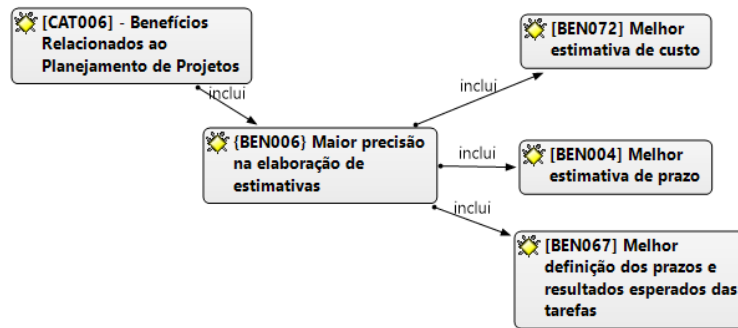 [CAT006] - Benefícios
Relacionados ao
Planejamento de Projetos
inclui
{BEN006} Maior precisão
na elaboração de
estimativas
inclui
[BEN072] Melhor
estimativa de custo
inclui
[BEN004] Melhor
estimativa de prazo
inclui
[BEN067] Melhor
definição dos prazos e
resultados esperados das
tarefas